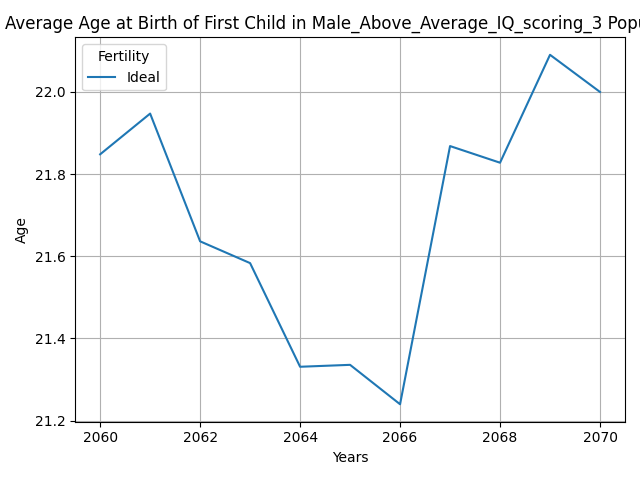 Average Age at Birth of First Child in Male_Above_Average_IQ_scoring_3
Fertility
Ideal
22.0
21.8
21.6
21.4
21.2
Age
2060 2062 2064 2066 2068 2070
Years